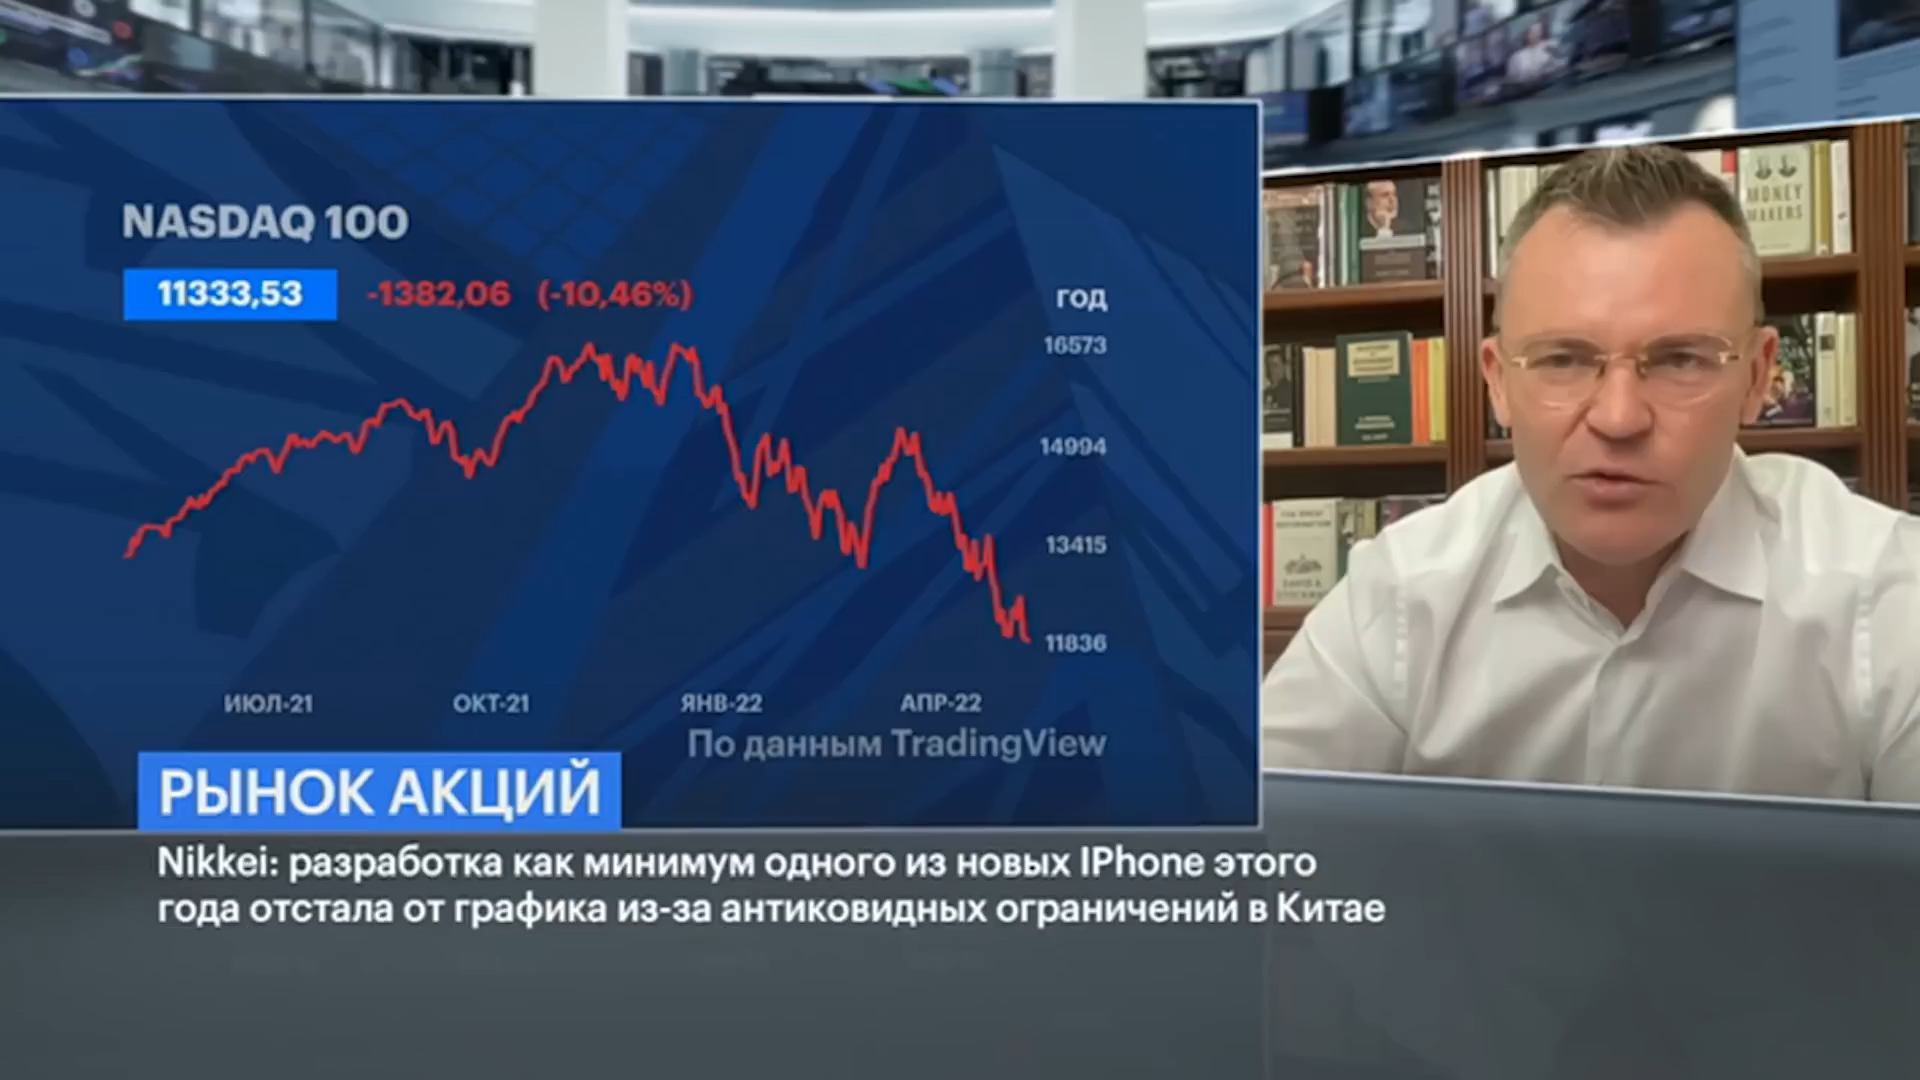 NASDAQ 100
11333,53 -1382,06 (-10,46%)
ГОД
16573
14994
13415
11836
ИЮЛ-21 ОКТ-21 ЯНВ-22 АПР-22
По данным TradingView
РЫНОК АКЦИЙ
Nikkei: разработка как минимум одного из новых IPhone этого
года отстала от графика из-за антиковидных ограничений в Китае
MONEY
MAKERS